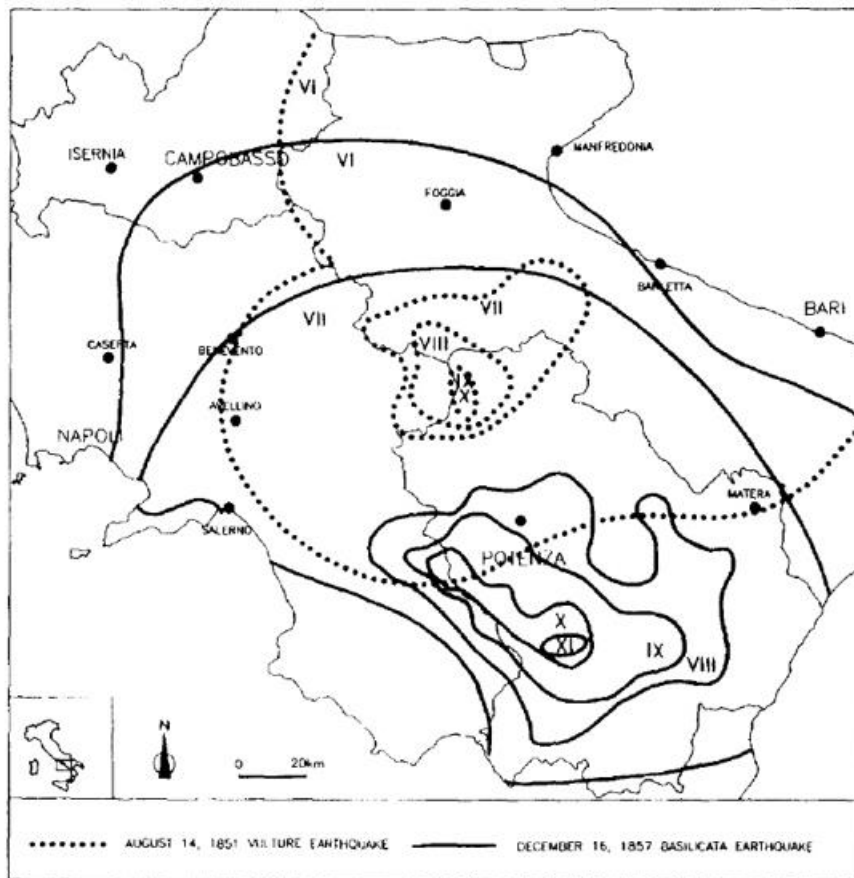 VI
ISERNIA
CAMPOBASSO
VI
MANFREDONIA
FOGGIA
BARLETTA
VII
VII
BARI
BENEVENTO
VIII
CASERTA
IX
X
AVELLINO
NAPOLI
MATERA
SALERNO
POTENZA
X
XI
IX
VIII
N
0 20km
AUGUST 14, 1851 VULTURE EARTHQUAKE
DECEMBER 16, 1857 BASILICATA EARTHQUAKE